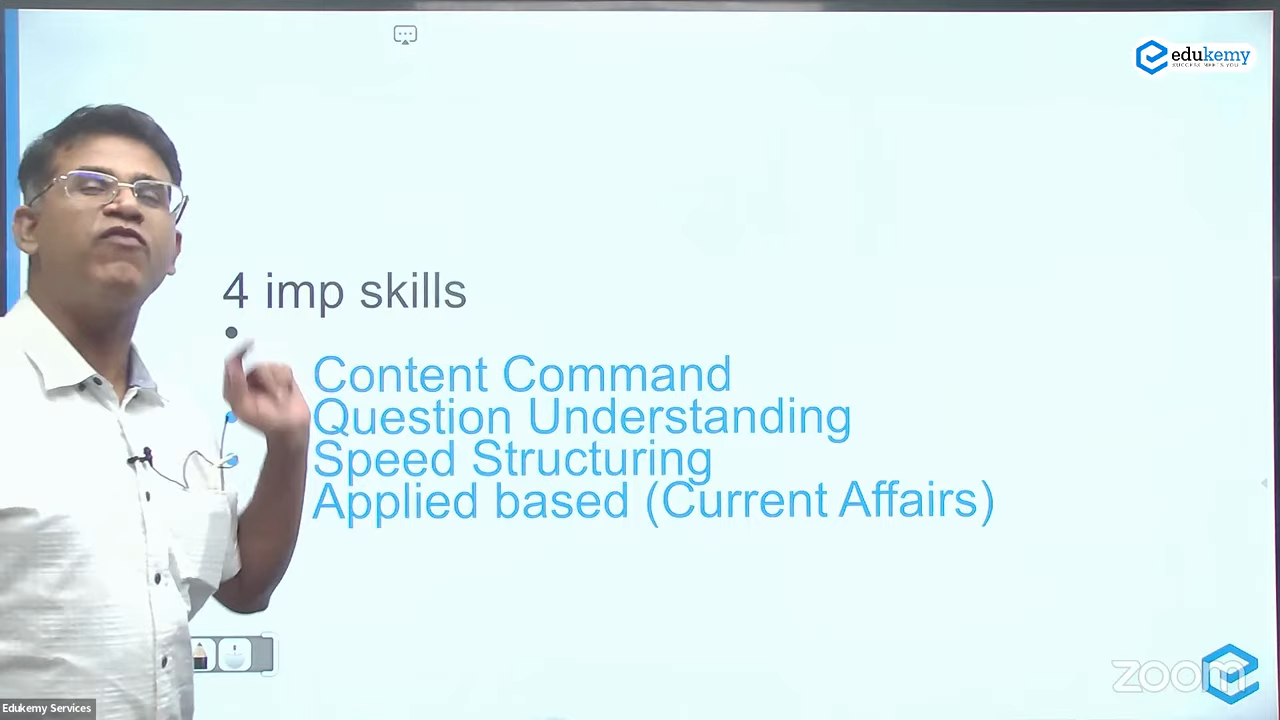 edukemy
4 imp skills
Content Command
Question Understanding
Speed Structuring
Applied based (Current Affairs)
zoom
Edukemy Services